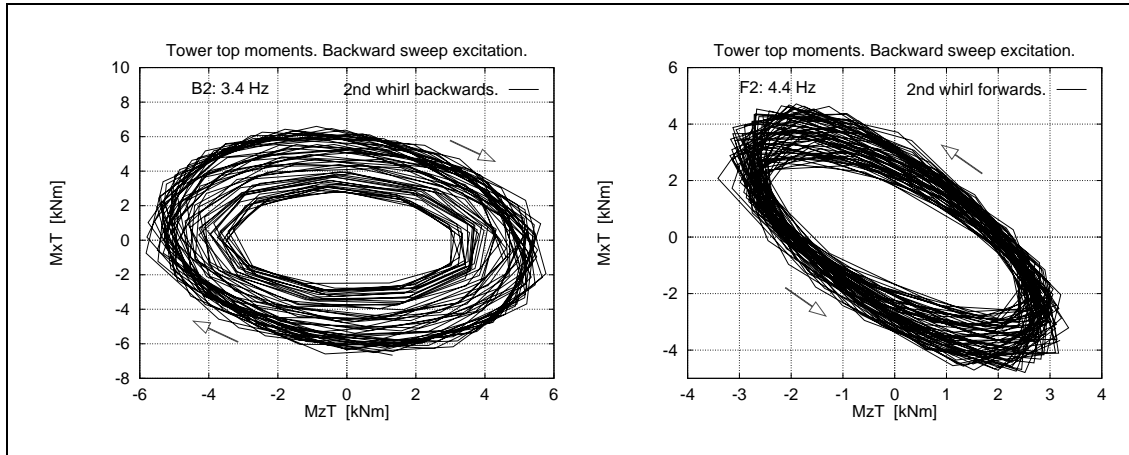 Tower top moments. Backward sweep excitation.
B2: 3.4 Hz 2nd whirl backwards.
10
8
6
4
2
0
-2
-4
-6
-8
MxT [kNm]
-6 -4 -2 0 2 4 6
MzT [kNm]
Tower top moments. Backward sweep excitation.
F2: 4.4 Hz 2nd whirl forwards.
6
4
2
0
-2
-4
MxT [kNm]
-4 -3 -2 -1 0 1 2 3 4
MzT [kNm]